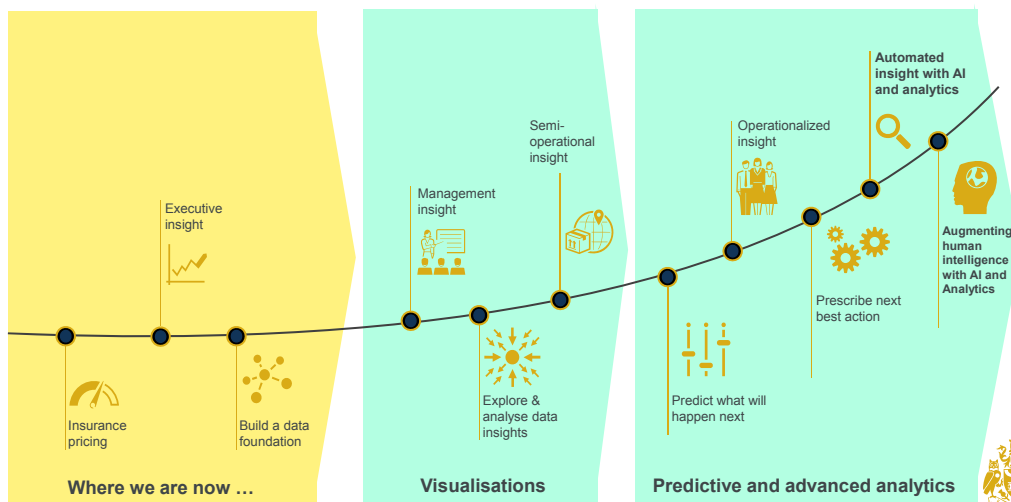 Executive
insight
Insurance
pricing
Build a data
foundation
Where we are now ...
Management
insight
Semi-
operational
insight
Explore &
analyse data
insights
Visualisations
Automated
insight with AI
and analytics
Operationalized
insight
Augmenting
human
intelligence
with AI and
Analytics
Prescribe next
best action
Predict what will
happen next
Predictive and advanced analytics